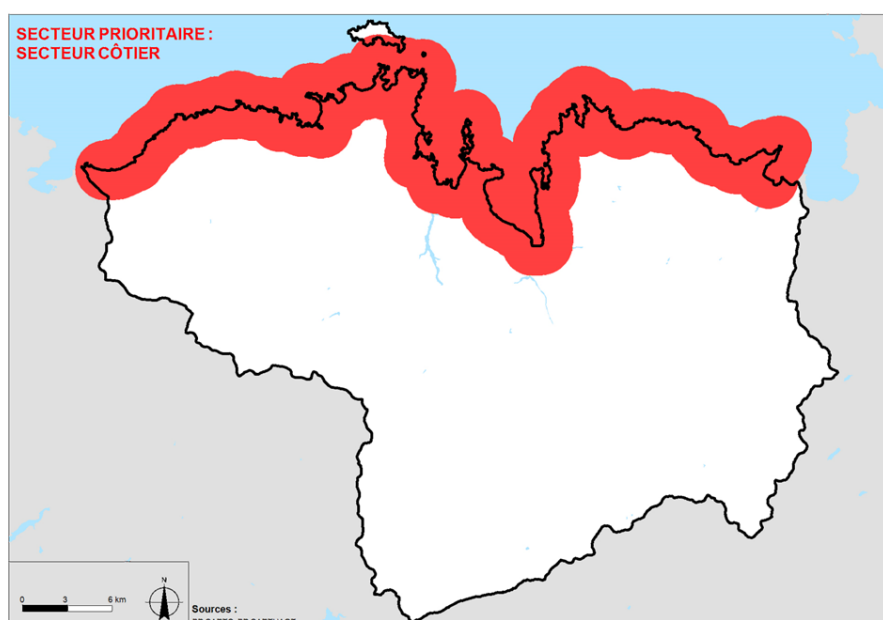 SECTEUR PRIORITAIRE :
SECTEUR CÔTIER
N
0 3 6 km
Sources :